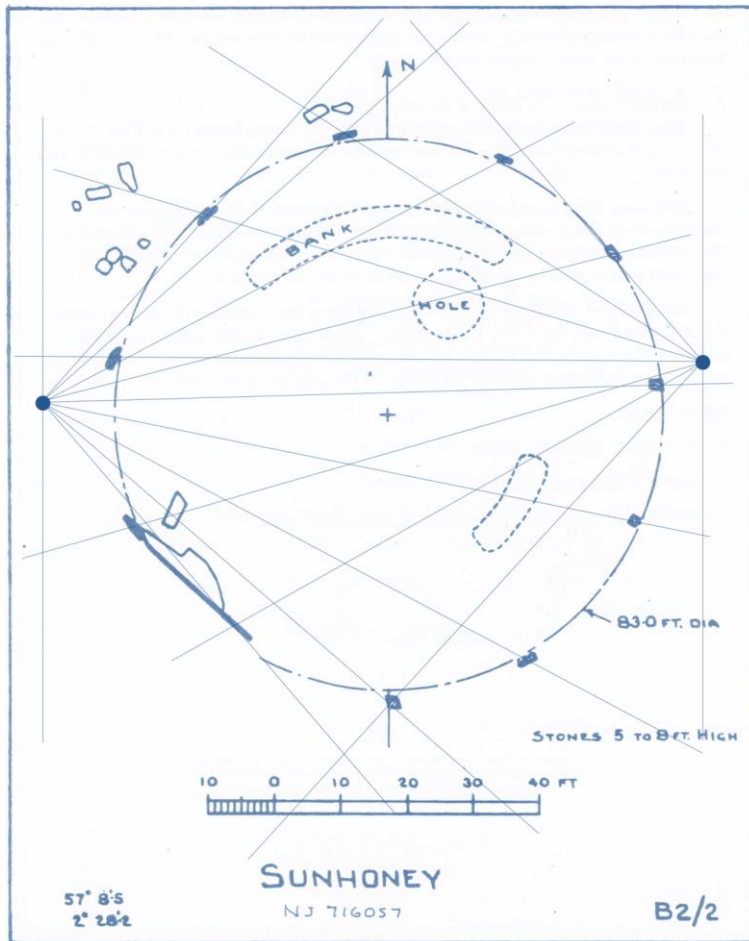 N
BANK
HOLE
83.0 FT. DIA
STONES 5 TO 8 FT. HIGH
10 0 10 20 30 40 FT
SUNHONEY
NJ 716057
57° 8'.5
2° 28'.2
B2/2